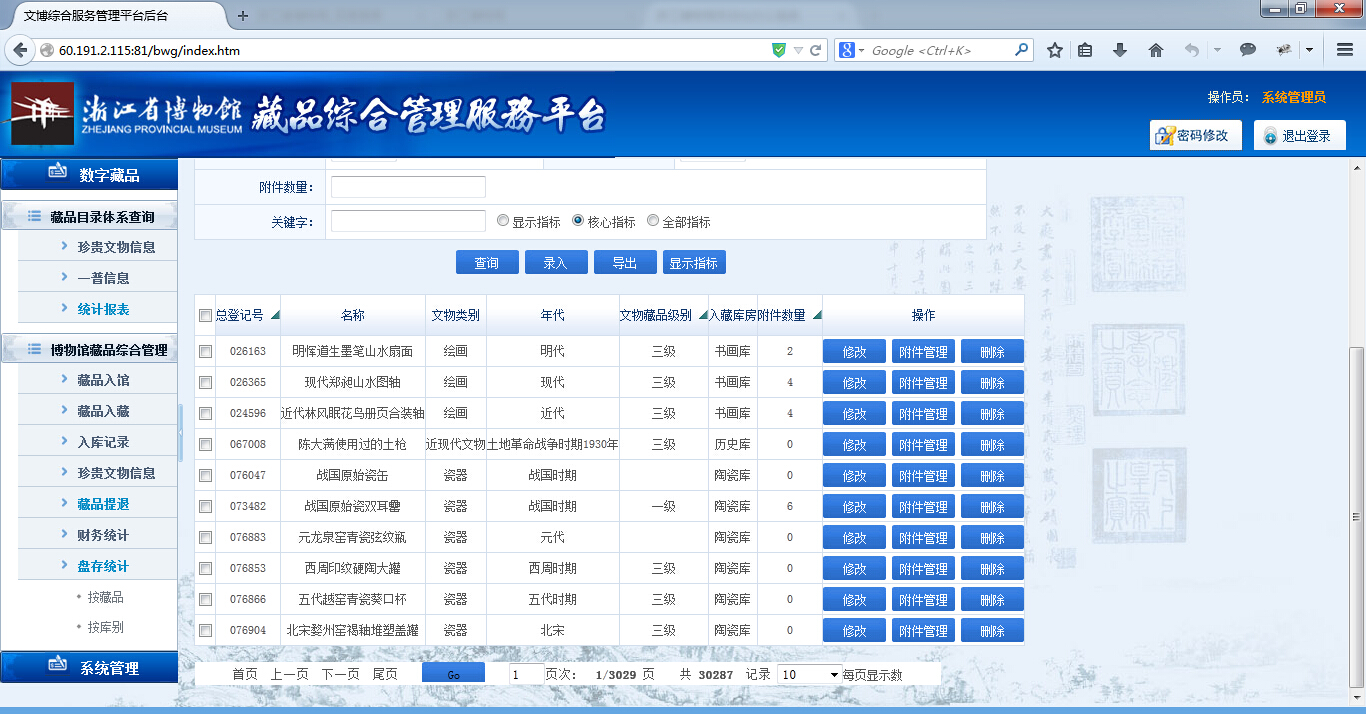 文博综合服务管理平台后台
60.191.2.115:81/bwg/index.htm
Google <Ctrl+K>
浙江省博物館
ZHEJIANG PROVINCIAL MUSEUM
藏品综合管理服務平台
操作员: 系统管理员
密码修改 退出登录
数字藏品
藏品目录体系查询
珍贵文物信息
一普信息
统计报表
博物馆藏品综合管理
藏品入馆
藏品入藏
入库记录
珍贵文物信息
藏品提退
财务统计
盘存统计
按藏品
按库别
系统管理
附件数量:
关键字: 显示指标 核心指标 全部指标
查询 录入 导出 显示指标
总登记号 名称 文物类别 年代 文物藏品级别 入藏库房 附件数量 操作
026163 明恽道生墨笔山水扇面 绘画 明代 三级 书画库 2 修改 附件管理 删除
026365 现代郑昶山水图轴 绘画 现代 三级 书画库 4 修改 附件管理 删除
024596 近代林风眠花鸟册页合装轴 绘画 近代 三级 书画库 4 修改 附件管理 删除
067008 陈大满使用过的土枪 近现代文物 土地革命战争时期1930年 三级 历史库 0 修改 附件管理 删除
076047 战国原始瓷缶 瓷器 战国时期 陶瓷库 0 修改 附件管理 删除
073482 战国原始瓷双耳罍 瓷器 战国时期 一级 陶瓷库 6 修改 附件管理 删除
076883 元龙泉窑青瓷弦纹瓶 瓷器 元代 陶瓷库 0 修改 附件管理 删除
076853 西周印纹硬陶大罐 瓷器 西周时期 三级 陶瓷库 0 修改 附件管理 删除
076866 五代越窑青瓷葵口杯 瓷器 五代时期 三级 陶瓷库 0 修改 附件管理 删除
076904 北宋婺州窑褐釉堆塑盖罐 瓷器 北宋 三级 陶瓷库 0 修改 附件管理 删除
首页 上一页 下一页 尾页 Go 1 页次: 1/3029 页 共 30287 记录 10 每页显示数